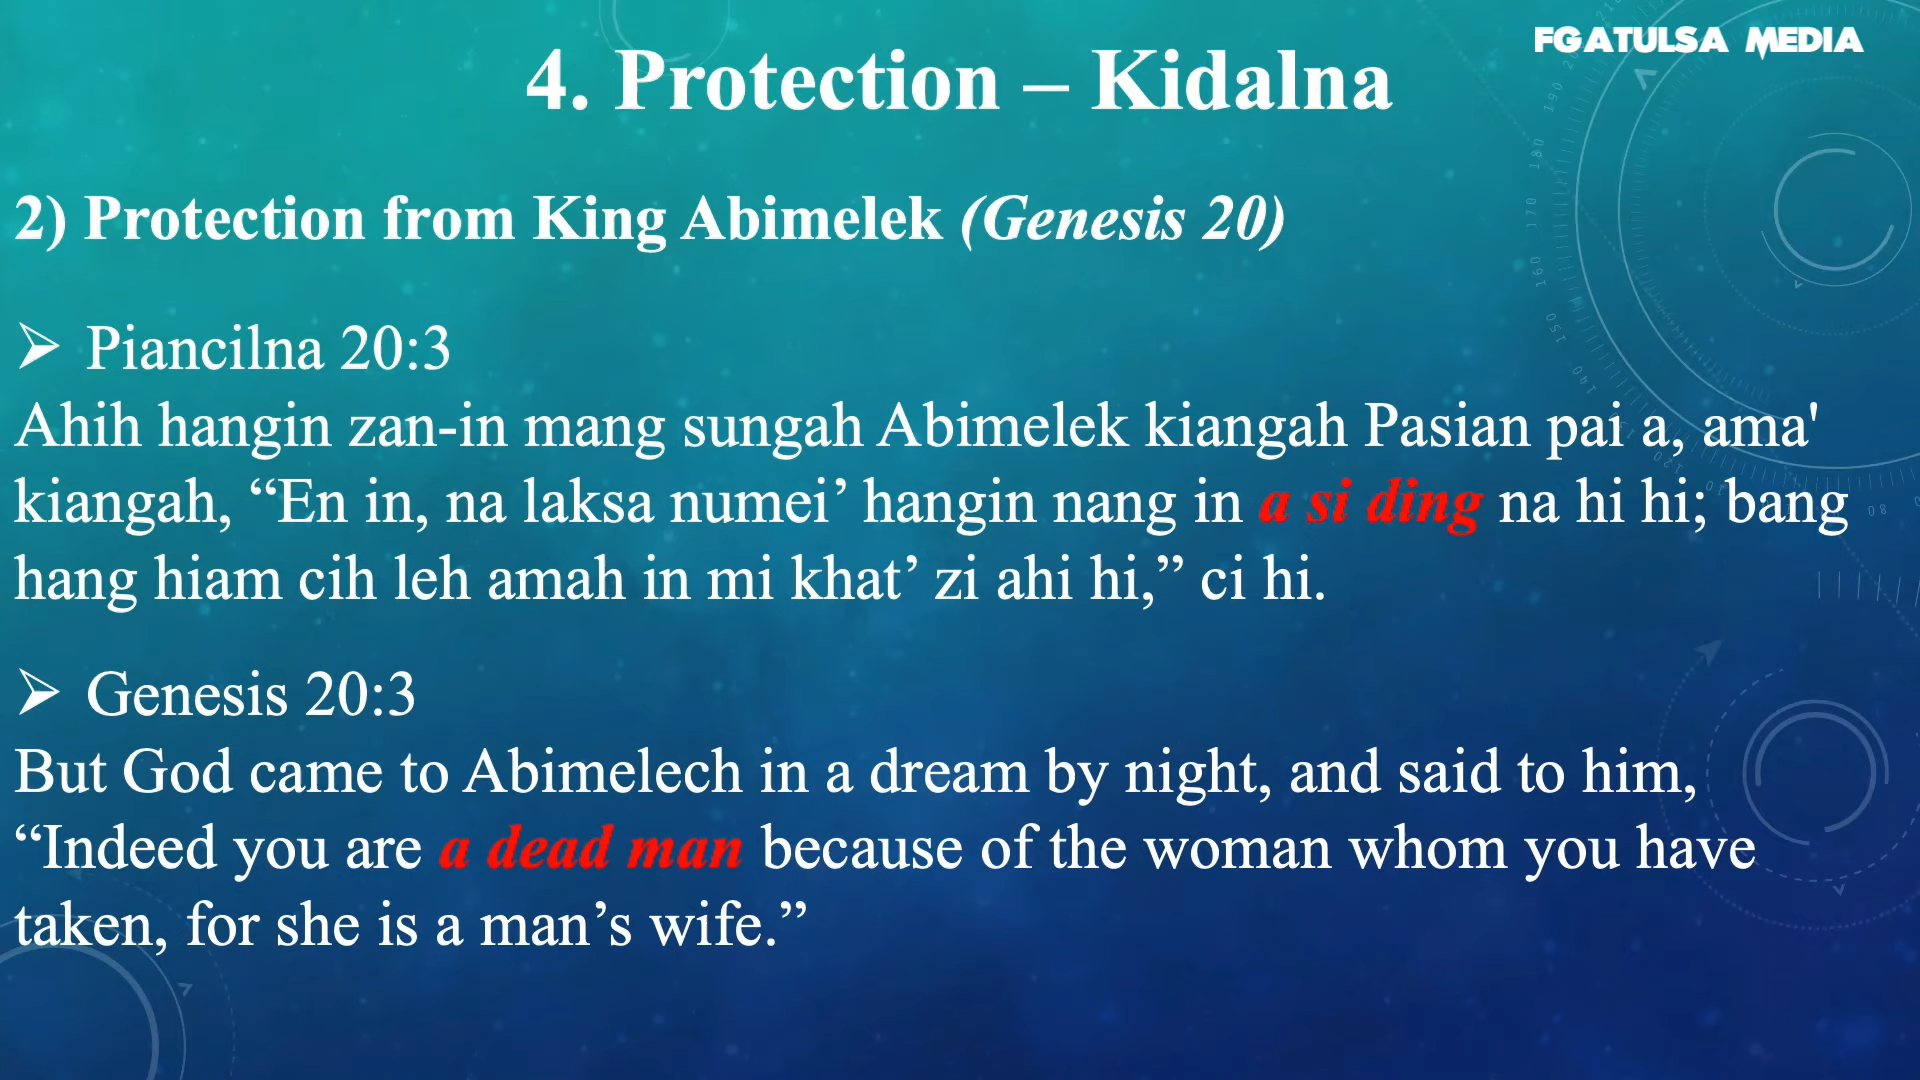 FGATULSA MEDIA
4. Protection – Kidalna
2) Protection from King Abimelek (Genesis 20)
➢ Piancilna 20:3
Ahih hangin zan-in mang sungah Abimelek kiangah Pasian pai a, ama'
kiangah, “En in, na laksa numei’ hangin nang in a si ding na hi hi; bang
hang hiam cih leh amah in mi khat’ zi ahi hi,” ci hi.
➢ Genesis 20:3
But God came to Abimelech in a dream by night, and said to him,
“Indeed you are a dead man because of the woman whom you have
taken, for she is a man’s wife.”